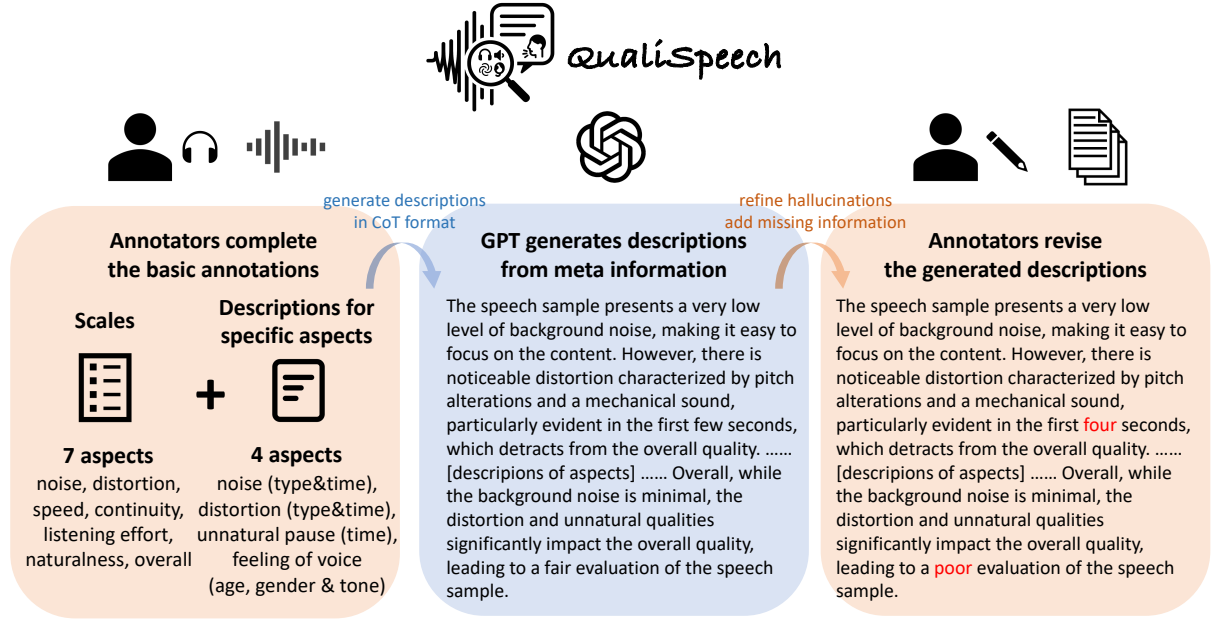 QualiSpeech
generate descriptions
in CoT format
refine hallucinations
add missing information
Annotators complete
the basic annotations
Scales
Descriptions for
specific aspects
+
7 aspects
noise, distortion,
speed, continuity,
listening effort,
naturalness, overall
4 aspects
noise (type&time),
distortion (type&time),
unnatural pause (time),
feeling of voice
(age, gender & tone)
GPT generates descriptions
from meta information
The speech sample presents a very low
level of background noise, making it easy to
focus on the content. However, there is
noticeable distortion characterized by pitch
alterations and a mechanical sound,
particularly evident in the first few seconds,
which detracts from the overall quality. ......
[descripions of aspects] ...... Overall, while
the background noise is minimal, the
distortion and unnatural qualities
significantly impact the overall quality,
leading to a fair evaluation of the speech
sample.
Annotators revise
the generated descriptions
The speech sample presents a very low
level of background noise, making it easy to
focus on the content. However, there is
noticeable distortion characterized by pitch
alterations and a mechanical sound,
particularly evident in the first four seconds,
which detracts from the overall quality. ......
[descripions of aspects] ...... Overall, while
the background noise is minimal, the
distortion and unnatural qualities
significantly impact the overall quality,
leading to a poor evaluation of the speech
sample.